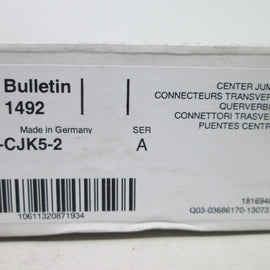 Bulletin
1492
CENTER JUM
CONNECTEURS TRANSVER
QUERVERBI
CONNETTORI TRASVE
PUENTES CENTR
Made in Germany
SER
-CJK5-2
A
1816940
10611320871934
Q03-03686170-13073